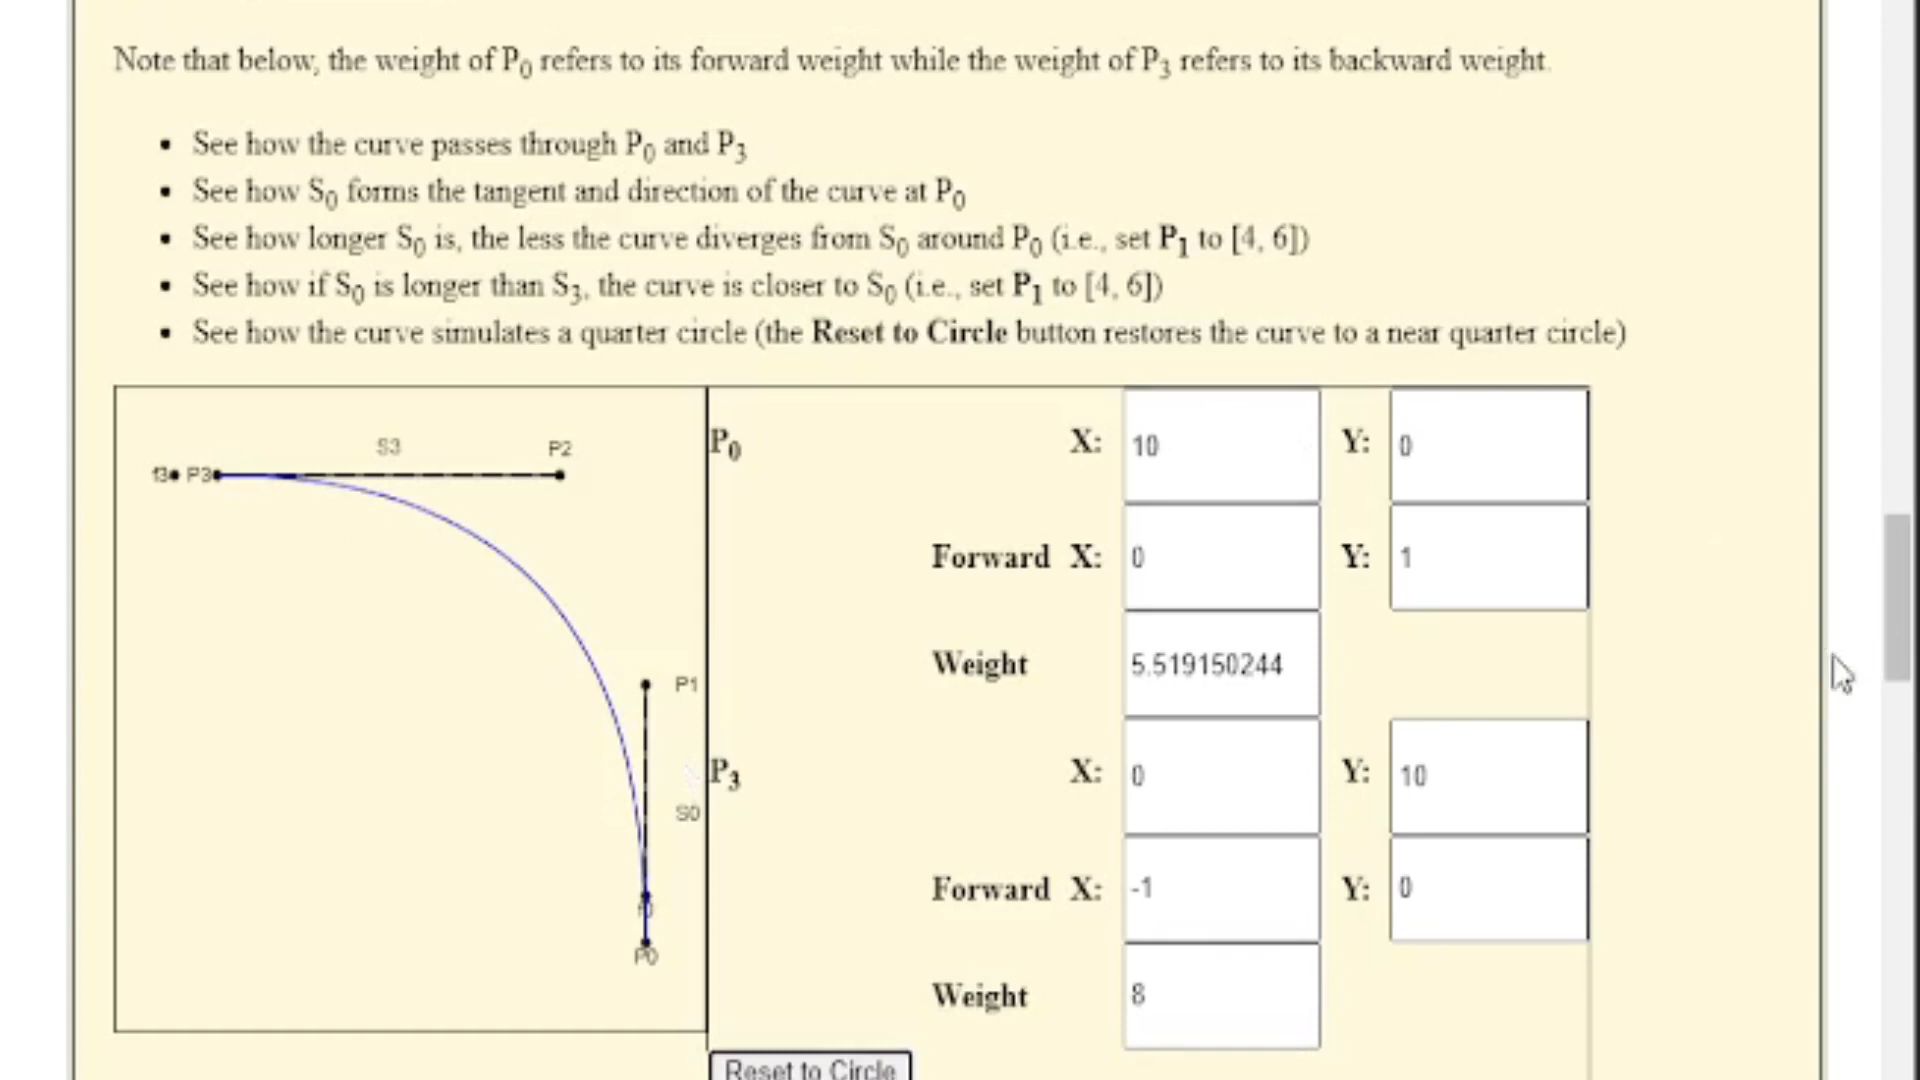 Note that below, the weight of P0 refers to its forward weight while the weight of P3 refers to its backward weight.
• See how the curve passes through P0 and P3
• See how S0 forms the tangent and direction of the curve at P0
• See how longer S0 is, the less the curve diverges from S0 around P0 (i.e., set P1 to [4, 6])
• See how if S0 is longer than S3, the curve is closer to S0 (i.e., set P1 to [4, 6])
• See how the curve simulates a quarter circle (the Reset to Circle button restores the curve to a near quarter circle)
S3 P2
f3 P3
P1
S0
f0
P0
P0 X: 10 Y: 0
Forward X: 0 Y: 1
Weight 5.519150244
P3 X: 0 Y: 10
Forward X: -1 Y: 0
Weight 8
Reset to Circle